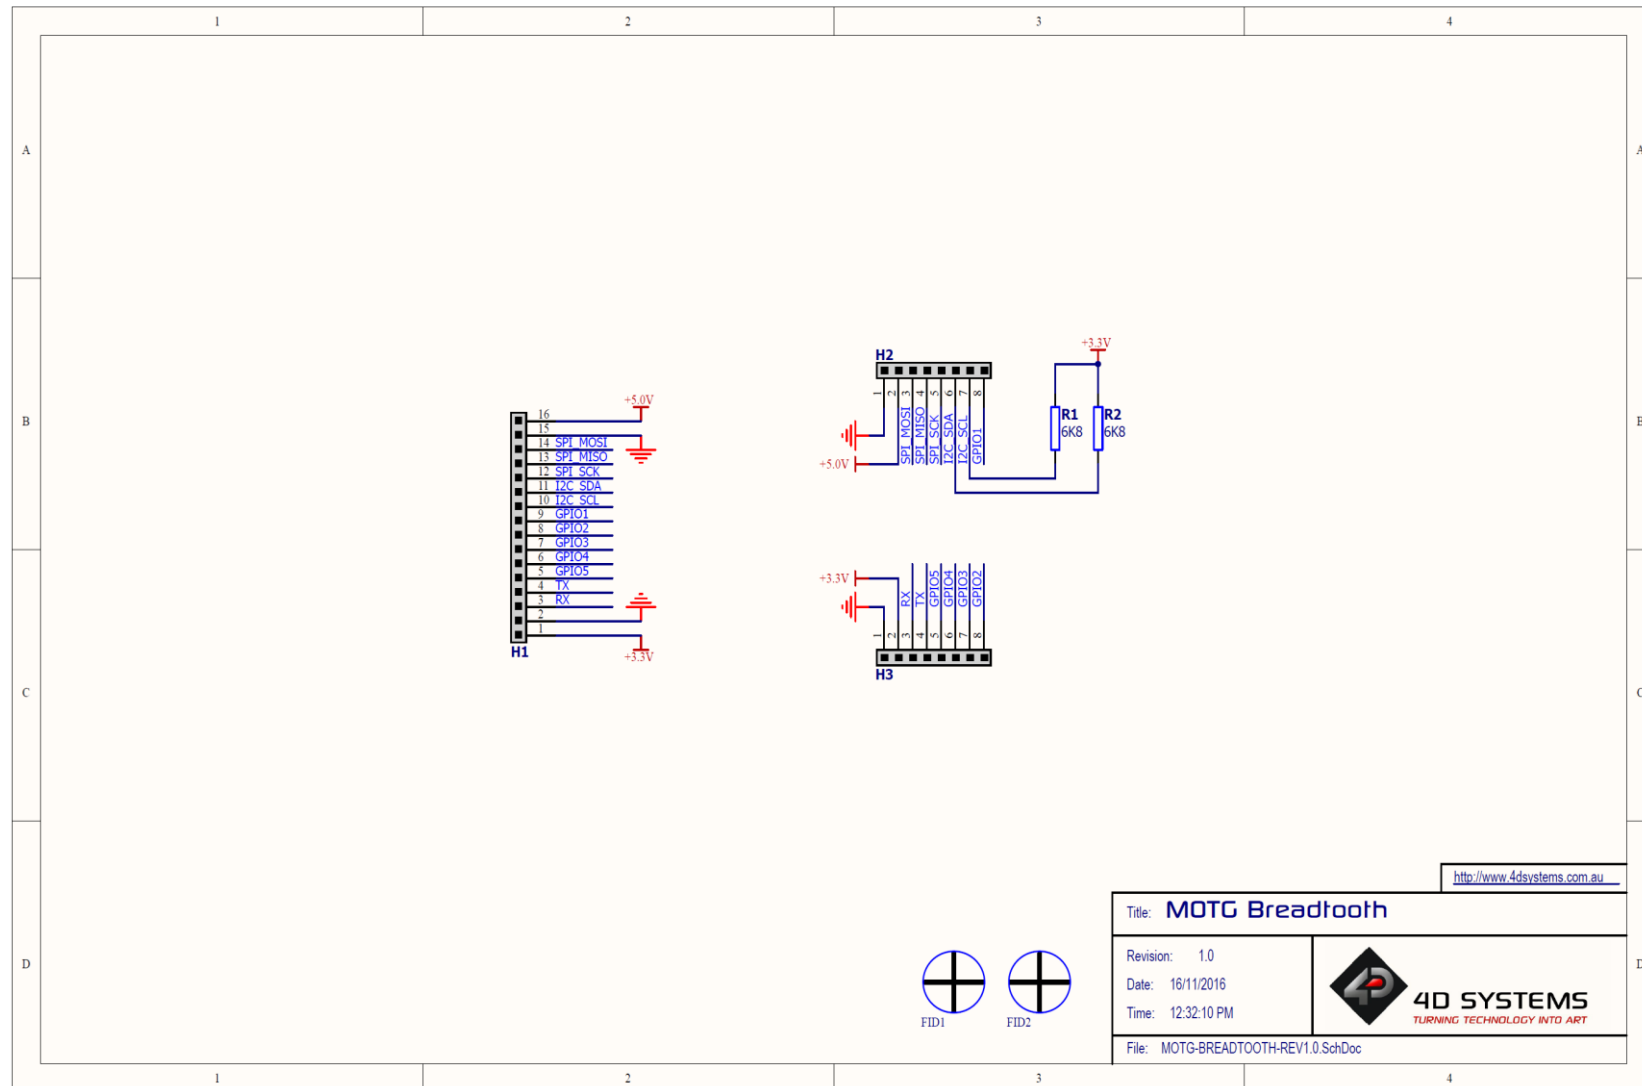 1 2 3 4
A A
+3.3V
H2
1 2 3 4 5 6 7 8
SPI_MOSI
SPI_MISO
SPI_SCK
I2C_SDA
I2C_SCL
GPIO1
+5.0V
R1
6K8
R2
6K8
B B
+5.0V
16
15
14 SPI_MOSI
13 SPI_MISO
12 SPI_SCK
11 I2C_SDA
10 I2C_SCL
9 GPIO1
8 GPIO2
7 GPIO3
6 GPIO4
5 GPIO5
4 TX
3 RX
2
1
+3.3V
H1
+3.3V
RX
TX
GPIO5
GPIO4
GPIO3
GPIO2
1 2 3 4 5 6 7 8
H3
C C
http://www.4dsystems.com.au
Title: MOTG Breadtooth
Revision: 1.0
Date: 16/11/2016
Time: 12:32:10 PM
4D
4D SYSTEMS
TURNING TECHNOLOGY INTO ART
File: MOTG-BREADTOOTH-REV1.0.SchDoc
D D
FID1 FID2
1 2 3 4